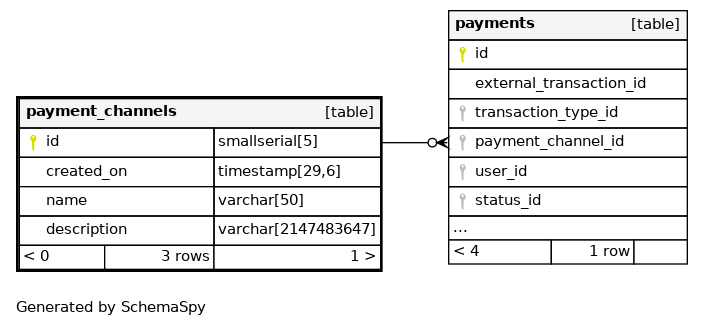 payments [table]
id
external_transaction_id
transaction_type_id
payment_channel_id
user_id
status_id
...
< 4 1 row
payment_channels [table]
id smallserial[5]
created_on timestamp[29,6]
name varchar[50]
description varchar[2147483647]
< 0 3 rows 1 >
Generated by SchemaSpy